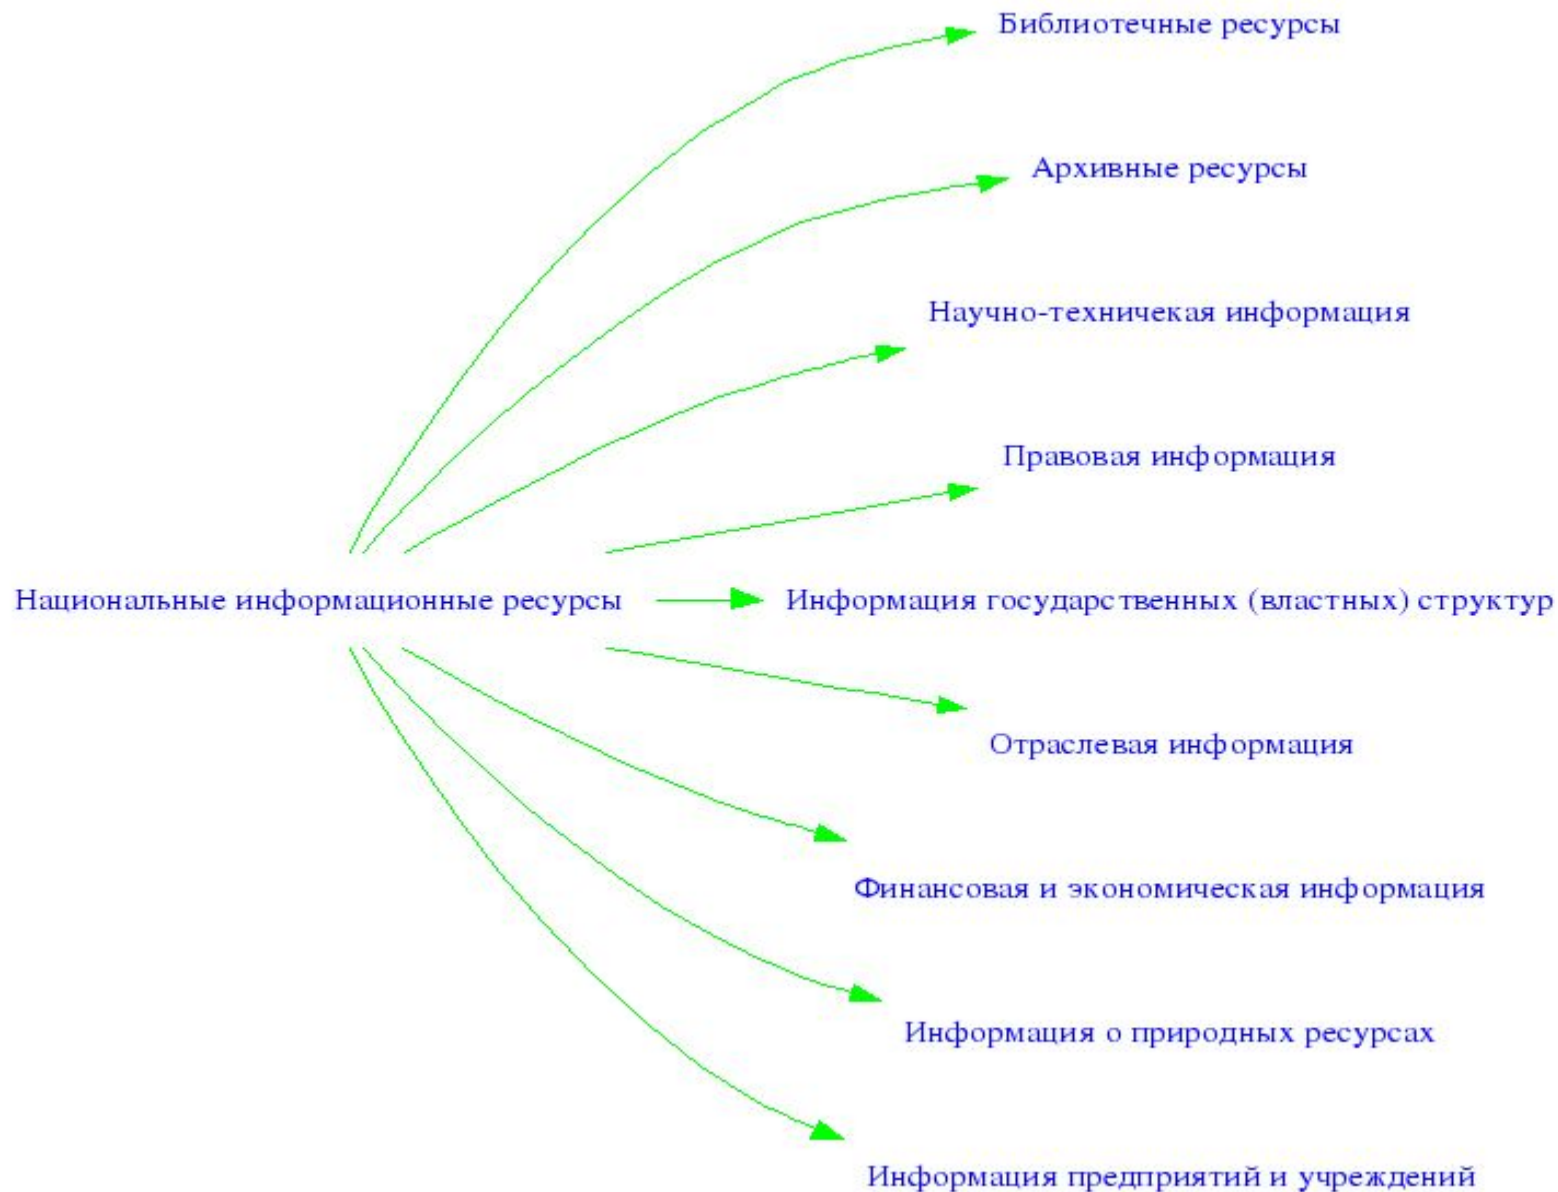 Библиотечные ресурсы
Архивные ресурсы
Научно-техничекая информация
Правовая информация
Национальные информационные ресурсы
Информация государственных (властных) структур
Отраслевая информация
Финансовая и экономическая информация
Информация о природных ресурсах
Информация предприятий и учреждений